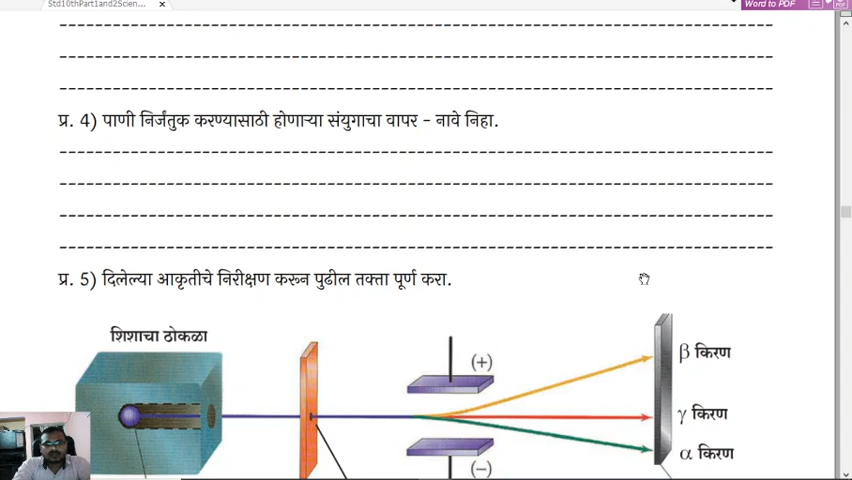 Std10thPart1and2Scien...
Word to PDF
प्र. 4) पाणी निर्जंतुक करण्यासाठी होणाऱ्या संयुगाचा वापर - नावे निहा.
प्र. 5) दिलेल्या आकृतीचे निरीक्षण करून पुढील तक्ता पूर्ण करा.
शिशाचा ठोकळा
(+)
β किरण
γ किरण
α किरण
(−)